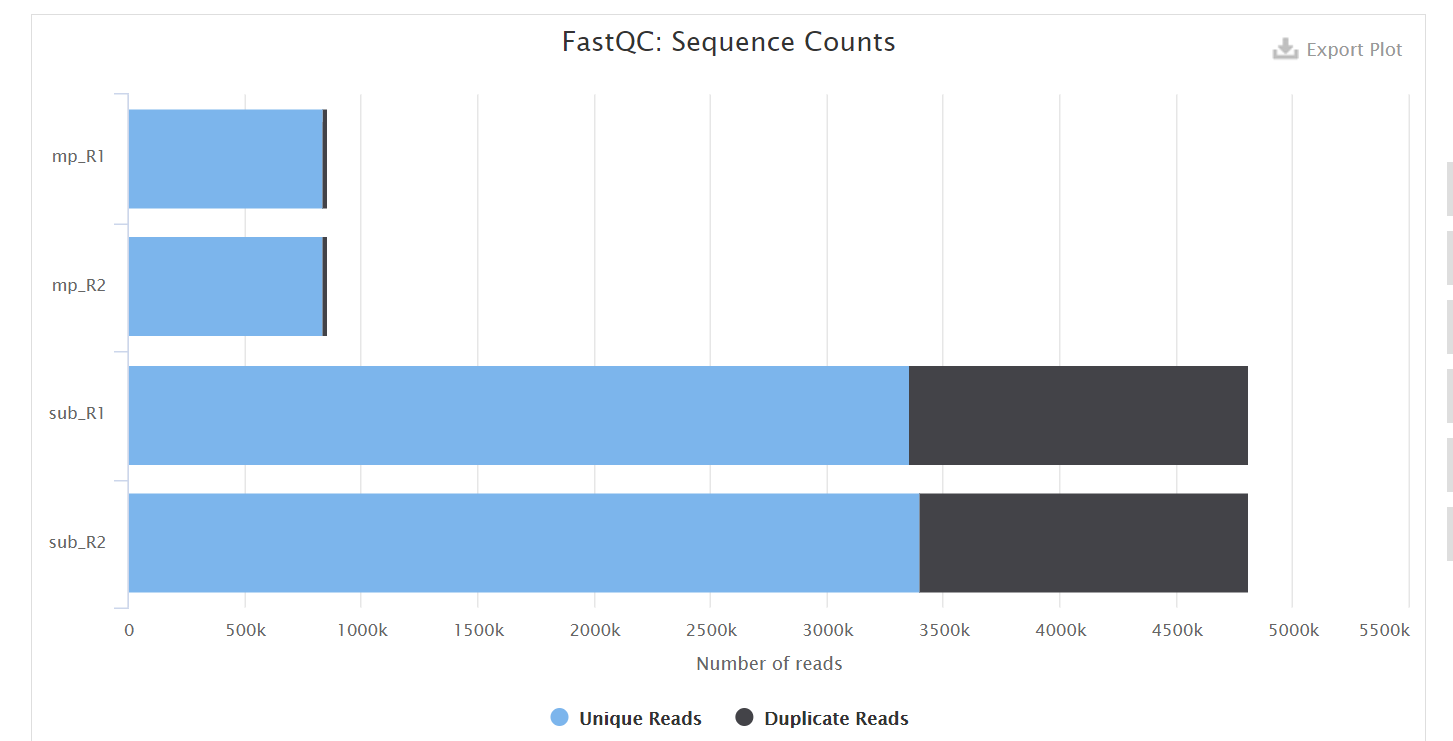 FastQC: Sequence Counts
Export Plot
mp_R1
mp_R2
sub_R1
sub_R2
0 500k 1000k 1500k 2000k 2500k 3000k 3500k 4000k 4500k 5000k 5500k
Number of reads
Unique Reads Duplicate Reads